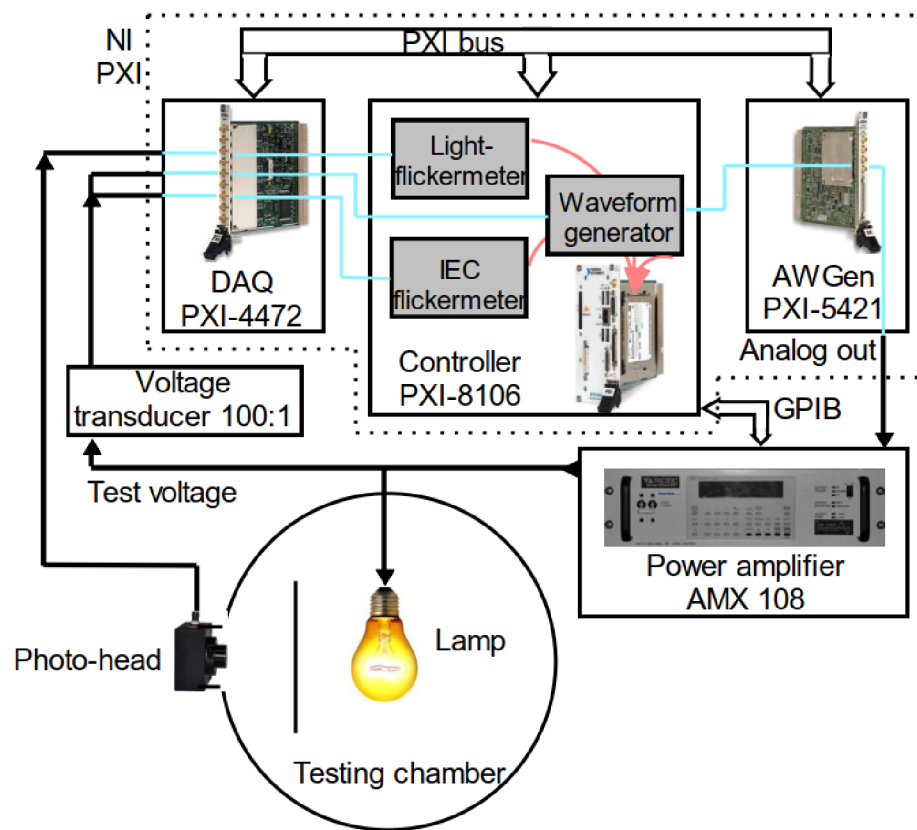 NI
PXI
PXI bus
Light-
flickermeter
Waveform
generator
IEC
flickermeter
DAQ
PXI-4472
Controller
PXI-8106
AWGen
PXI-5421
Analog out
Voltage
transducer 100:1
GPIB
Test voltage
Power amplifier
AMX 108
Photo-head
Lamp
Testing chamber